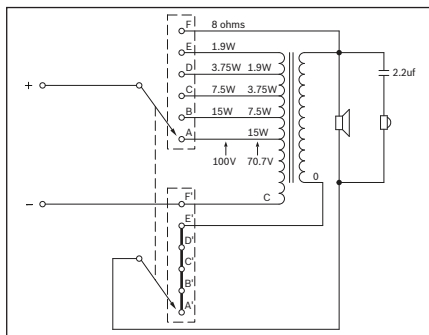 F 8 ohms
E 1.9W
D 3.75W 1.9W
C 7.5W 3.75W
B 15W 7.5W
A 15W
100V 70.7V
2.2uf
+
−
C
0
F'
E'
D'
C'
B'
A'